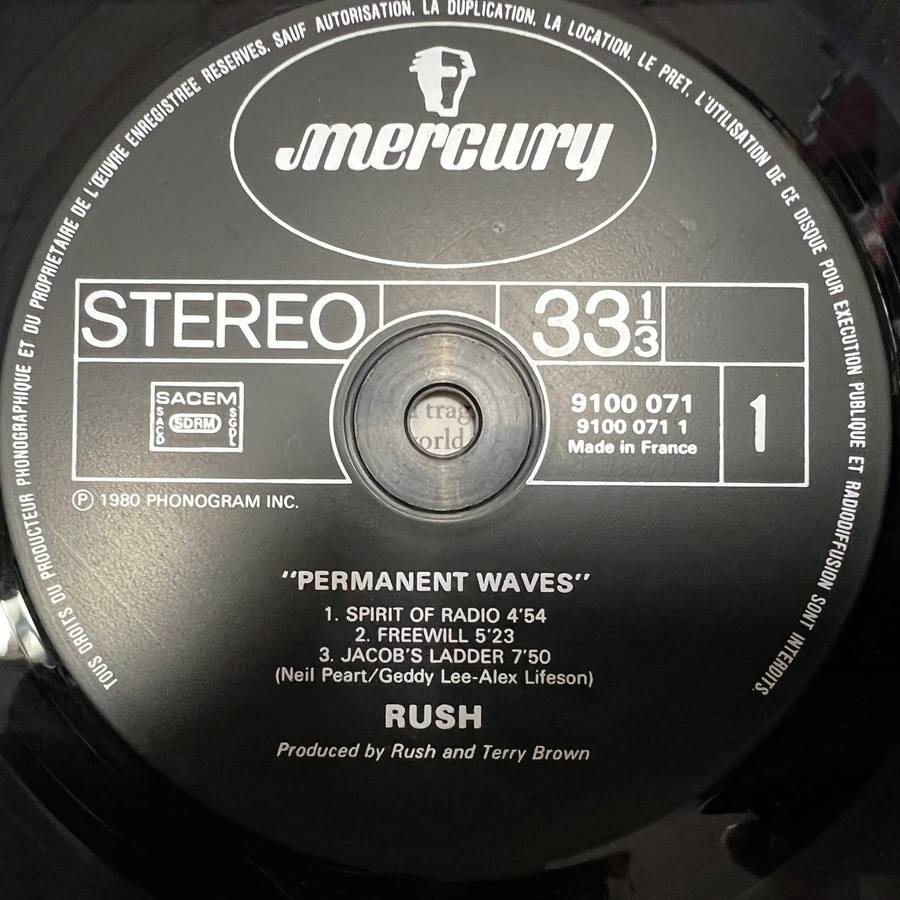 TOUS DROITS DU PRODUCTEUR PHONOGRAPHIQUE ET DU PROPRIETAIRE DE L'ŒUVRE ENREGISTREE RESERVES. SAUF AUTORISATION, LA DUPLICATION, LA LOCATION, LE PRET, L'UTILISATION DE CE DISQUE POUR EXECUTION PUBLIQUE ET RADIODIFFUSION SONT INTERDITS.
mercury
STEREO
33 1/3
SACEM
SACD
SDRM
SGDL
9100 071
9100 071 1
Made in France
1
trag
world
Ⓟ 1980 PHONOGRAM INC.
"PERMANENT WAVES"
1. SPIRIT OF RADIO 4'54
2. FREEWILL 5'23
3. JACOB'S LADDER 7'50
(Neil Peart/Geddy Lee-Alex Lifeson)
RUSH
Produced by Rush and Terry Brown